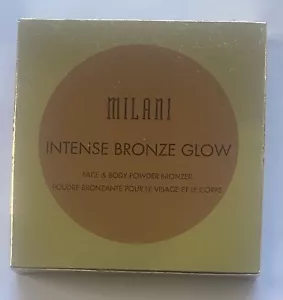 MILANI
INTENSE BRONZE GLOW
FACE & BODY POWDER BRONZER
POUDRE BRONZANTE POUR LE VISAGE ET LE CORPS